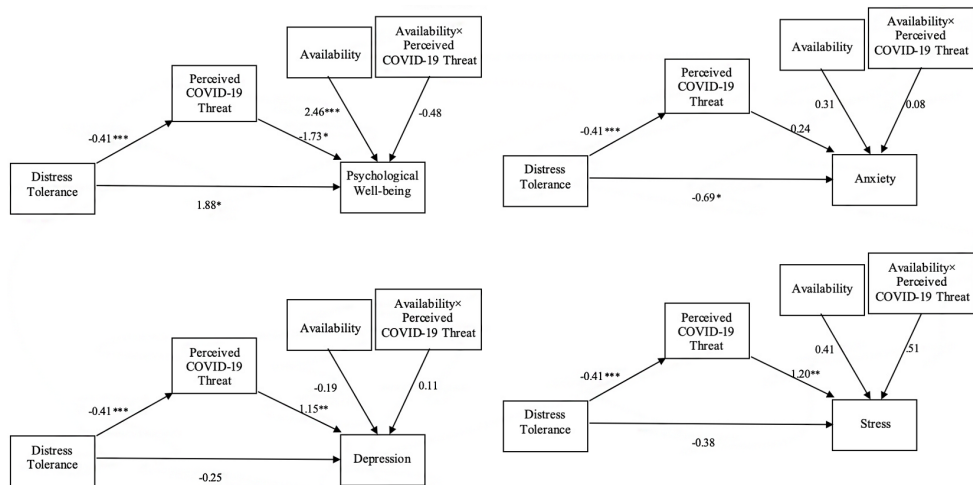 Availability
Availability×
Perceived
COVID-19 Threat
Perceived
COVID-19
Threat
2.46***
-0.48
-0.41***
-1.73*
Distress
Tolerance
Psychological
Well-being
1.88*
Availability
Availability×
Perceived
COVID-19 Threat
Perceived
COVID-19
Threat
0.31
0.08
-0.41***
0.24
Distress
Tolerance
Anxiety
-0.69*
Availability
Availability×
Perceived
COVID-19 Threat
Perceived
COVID-19
Threat
-0.19
0.11
-0.41***
1.15**
Distress
Tolerance
Depression
-0.25
Availability
Availability×
Perceived
COVID-19 Threat
Perceived
COVID-19
Threat
0.41
.51
-0.41***
1.20**
Distress
Tolerance
Stress
-0.38